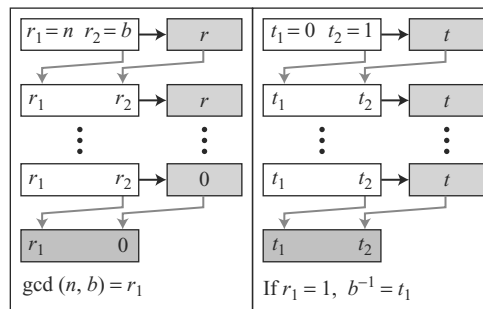 r₁ = n r₂ = b r
r₁ r₂ r
r₁ r₂ 0
r₁ 0
gcd (n, b) = r₁
t₁ = 0 t₂ = 1 t
t₁ t₂ t
t₁ t₂ t
t₁ t₂
If r₁ = 1, b⁻¹ = t₁